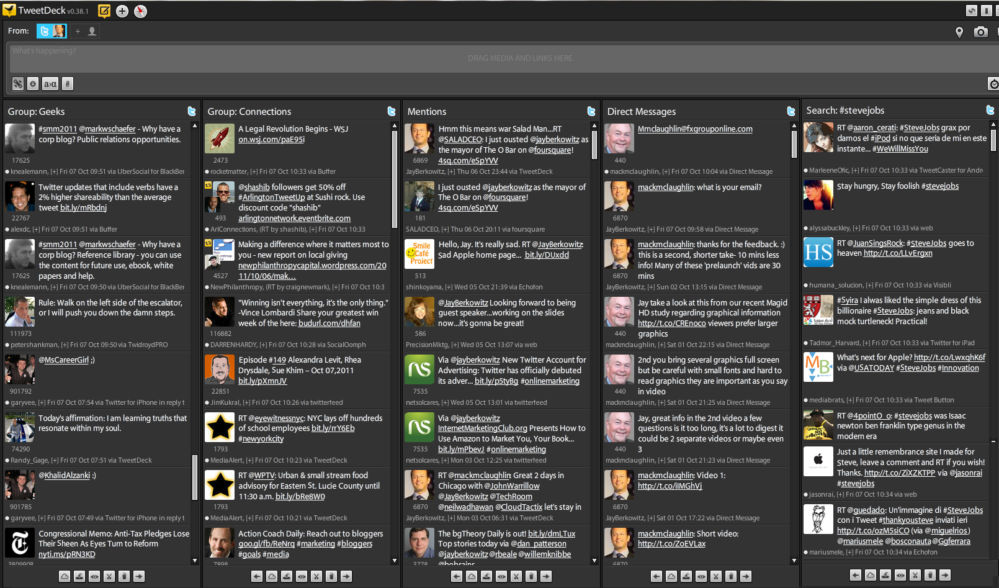 TweetDeck v0.38.1
From:
What's happening?
DRAG MEDIA AND LINKS HERE
a›α
#
Group: Geeks
#smm2011 @markwschaefer - Why have a
corp blog? Public relations opportunities.
17625
knealemann, [+] Fri 07 Oct 09:51 via UberSocial for BlackBer
Twitter updates that include verbs have a
2% higher shareability than the average
tweet bit.ly/mRbdnj
22767
alexdc, [+] Fri 07 Oct 09:51 via Buffer
#smm2011 @markwschaefer - Why have a
corp blog? Reference library - you can use
the content for future use, ebook, white
papers and help.
17625
knealemann, [+] Fri 07 Oct 09:50 via UberSocial for BlackBer
Rule: Walk on the left side of the escalator,
or I will push you down the damn steps.
111973
petershankman, [+] Fri 07 Oct 09:50 via TwidroydPRO
@MsCareerGirl ;)
901792
garyvee, [+] Fri 07 Oct 07:54 via Twitter for iPhone in reply t
Today's affirmation: I am learning truths that
resonate within my soul.
74290
Randy_Gage, [+] Fri 07 Oct 07:51 via TweetDeck
@KhalidAlzanki :)
901785
garyvee, [+] Fri 07 Oct 07:49 via Twitter for iPhone in reply t
Congressional Memo: Anti-Tax Pledges Lose
Their Sheen As Eyes Turn to Reform
nyti.ms/pRN3KD
3809908
Group: Connections
A Legal Revolution Begins - WSJ
on.wsj.com/paE95i
2473
rocketmatter, [+] Fri 07 Oct 10:33 via Buffer
@shashib followers get 50% off
#ArlingtonTweetUp at Sushi rock. Use
discount code "shashib"
493
arlingtonnetwork.eventbrite.com
ArlConnections, (RT by shashib), [+] Fri 07 Oct 10:33
Making a difference where it matters most to
you - new report on local giving
newphilanthropycapital.wordpress.com/20
11/10/06/mak…
4527
NewPhilanthropy, (RT by craignewmark), [+] Fri 07 Oct 10:3
"Winning isn't everything, it's the only thing."
-Vince Lombardi Share your greatest win
week of the here: budurl.com/dhfan
116882
DARRENHARDY, [+] Fri 07 Oct 10:28 via SocialOomph
Episode #149 Alexandra Levit, Rhea
Drysdale, Sue Khim – Oct 07,2011
bit.ly/pXmnJV
22851
JimKukral, [+] Fri 07 Oct 10:26 via twitterfeed
RT @eyewitnessnyc: NYC lays off hundreds
of school employees bit.ly/rrY6Eb
#newyorkcity
1793
MediaAlert, [+] Fri 07 Oct 10:23 via TweetDeck
RT @WPTV: Urban & small stream food
advisory for Eastern St. Lucie County until
11:30 a.m. bit.ly/bRe8W0
1793
MediaAlert, [+] Fri 07 Oct 10:21 via TweetDeck
Action Coach Daily: Reach out to bloggers
goo.gl/fb/ReNrq #marketing #bloggers
#goals #media
7898
Mentions
Hmm this means war Salad Man...RT
@SALADCEO: I just ousted @jayberkowitz as
the mayor of The O Bar on @foursquare!
4sq.com/eSpYVV
6869
JayBerkowitz, [+] Thu 06 Oct 23:44 via TweetDeck
I just ousted @jayberkowitz as the mayor of
The O Bar on @foursquare!
4sq.com/eSpYVV
181
SALADCEO, [+] Thu 06 Oct 20:11 via foursquare
Smile
Café
Project
Hello, Jay. It's really sad. RT @JayBerkowitz
Sad Apple home page... bit.ly/DUxdd
513
shinkoyama, [+] Wed 05 Oct 21:39 via Echofon
@JayBerkowitz Looking forward to being
guest speaker...working on the slides
now...it's gonna be great!
586
PrecisionMktg, [+] Wed 05 Oct 13:07 via web
ns
Via @jayberkowitz New Twitter Account for
Advertising: Twitter has officially debuted
its adver... bit.ly/p5tyBg #onlinemarketing
7535
netsolcares, [+] Wed 05 Oct 13:01 via twitterfeed
ns
Via @jayberkowitz
InternetMarketingClub.org Presents How to
Use Amazon to Market You, Your Book...
bit.ly/mPbevJ #onlinemarketing
7535
netsolcares, [+] Mon 03 Oct 12:25 via twitterfeed
RT @mackmclaughlin: Great 2 days in
Chicago with @JohnWarrillow
@JayBerkowitz @TechRoom
@neilwadhawan @CloudTactix let's stay in
6870
JayBerkowitz, [+] Mon 03 Oct 06:31 via TweetDeck
The bgTheory Daily is out! bit.ly/dmLTux
Top stories today via @dan_patterson
@jayberkowitz @rbeale @willemknibbe
@bobrains
3778
Direct Messages
Mmclaughlin@fxgrouponline.com
440
mackmclaughlin, [+] Fri 07 Oct 10:04 via Direct Message
mackmclaughlin: what is your email?
6870
JayBerkowitz, [+] Fri 07 Oct 09:58 via Direct Message
mackmclaughlin: thanks for the feedback. :)
this is a second, shorter take- 10 mins less
info! Many of these 'prelaunch' vids are 30
mins
6870
JayBerkowitz, [+] Sun 02 Oct 13:15 via Direct Message
Jay take a look at this from our recent Magid
HD study regarding graphical information
http://t.co/CREnoco viewers prefer larger
graphics
440
mackmclaughlin, [+] Sat 01 Oct 22:15 via Direct Message
2nd you bring several graphics full screen
but be careful with small fonts and hard to
read graphics they are important as you say
in video
440
mackmclaughlin, [+] Sat 01 Oct 21:25 via Direct Message
Jay, great info in the 2nd video a few
questions is it too long, it's a lot to digest it
could be 2 separate videos or maybe even
3
440
mackmclaughlin, [+] Sat 01 Oct 21:23 via Direct Message
mackmclaughlin: Video 1:
http://t.co/iIMGhVj
6870
JayBerkowitz, [+] Sat 01 Oct 17:22 via Direct Message
mackmclaughlin: Short video:
http://t.co/ZoEVLax
6870
Search: #stevejobs
RT @aaron_cerati: #SteveJobs grax por
darnos el #iPod si no que seria de mi en este
instante... #WeWillMissYou
MarleeneOfic, [+] Fri 07 Oct 10:33 via TweetCaster for Andr
Stay hungry, Stay foolish #stevejobs
alyssabuckley, [+] Fri 07 Oct 10:33 via web
HS
RT @JuanSingsRock: #SteveJobs goes to
heaven http://t.co/LLvErgxn
humana_solucion, [+] Fri 07 Oct 10:33 via Visibli
#Syira I alwas liked the simple dress of this
billionaire #SteveJobs: jeans and black
mock turtleneck! Practical!
Tadmor_Harvard, [+] Fri 07 Oct 10:33 via Twitter for iPad
MB
What's next for Apple? http://t.co/LwxqhK6f
via @USATODAY #SteveJobs #Innovation
mediabrats, [+] Fri 07 Oct 10:33 via Tweet Button
RT @4pointO_o: #stevejobs was Isaac
newton ben franklin type genus in the
modern era
Just a little remembrance site I made for
Steve, leave a comment and RT if you wish!
Thanks. http://t.co/ZiXZKTPP via @jasonrai
#stevejobs
jasonrai, [+] Fri 07 Oct 10:34 via web
RT @guedado: Un'immagine di #SteveJobs
con i Tweet #thankyousteve inviati ieri
http://t.co/ozM5siCO (via @miguelrios)
@mariusmele @bosconauta @Ggferrara
mariusmele, [+] Fri 07 Oct 10:34 via Echofon